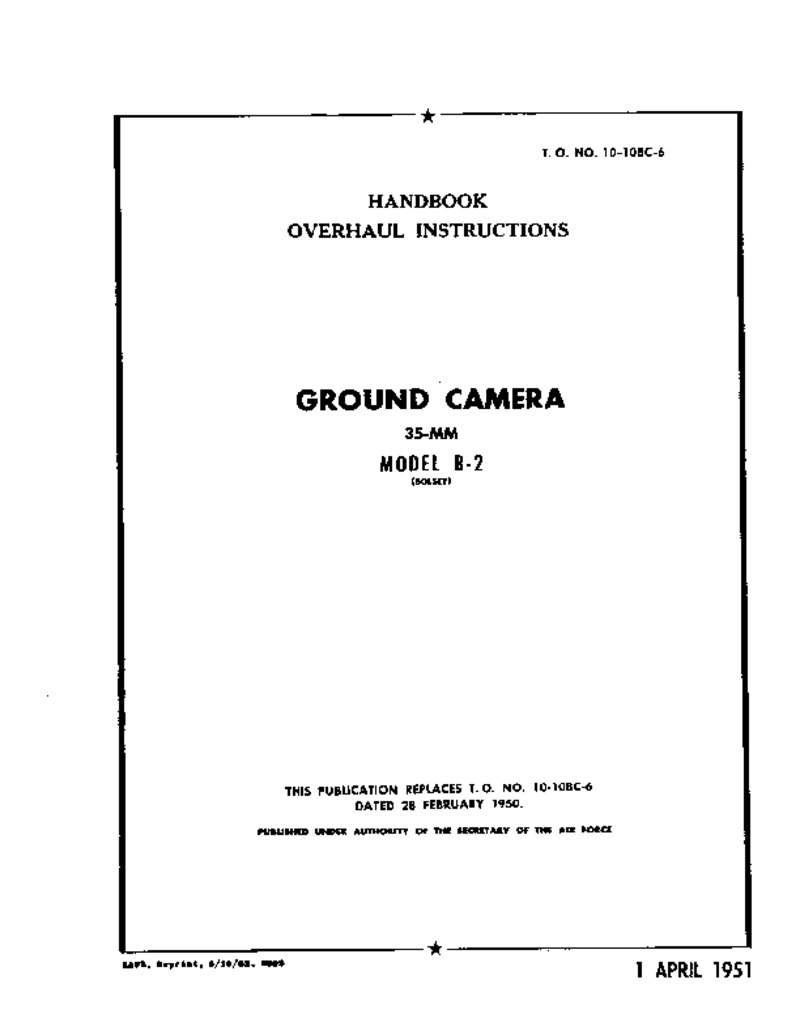 T. O. NO. 10-10BC-6
HANDBOOK
OVERHAUL INSTRUCTIONS
GROUND CAMERA
35-MM
MODEL B-2
(BOLSEY)
THIS PUBLICATION REPLACES T. O. NO. 10-10BC-6
DATED 28 FEBRUARY 1950.
PUBLISHED UNDER AUTHORITY OF THE SECRETARY OF THE AIR FORCE
Reprint,
1 APRIL 1951